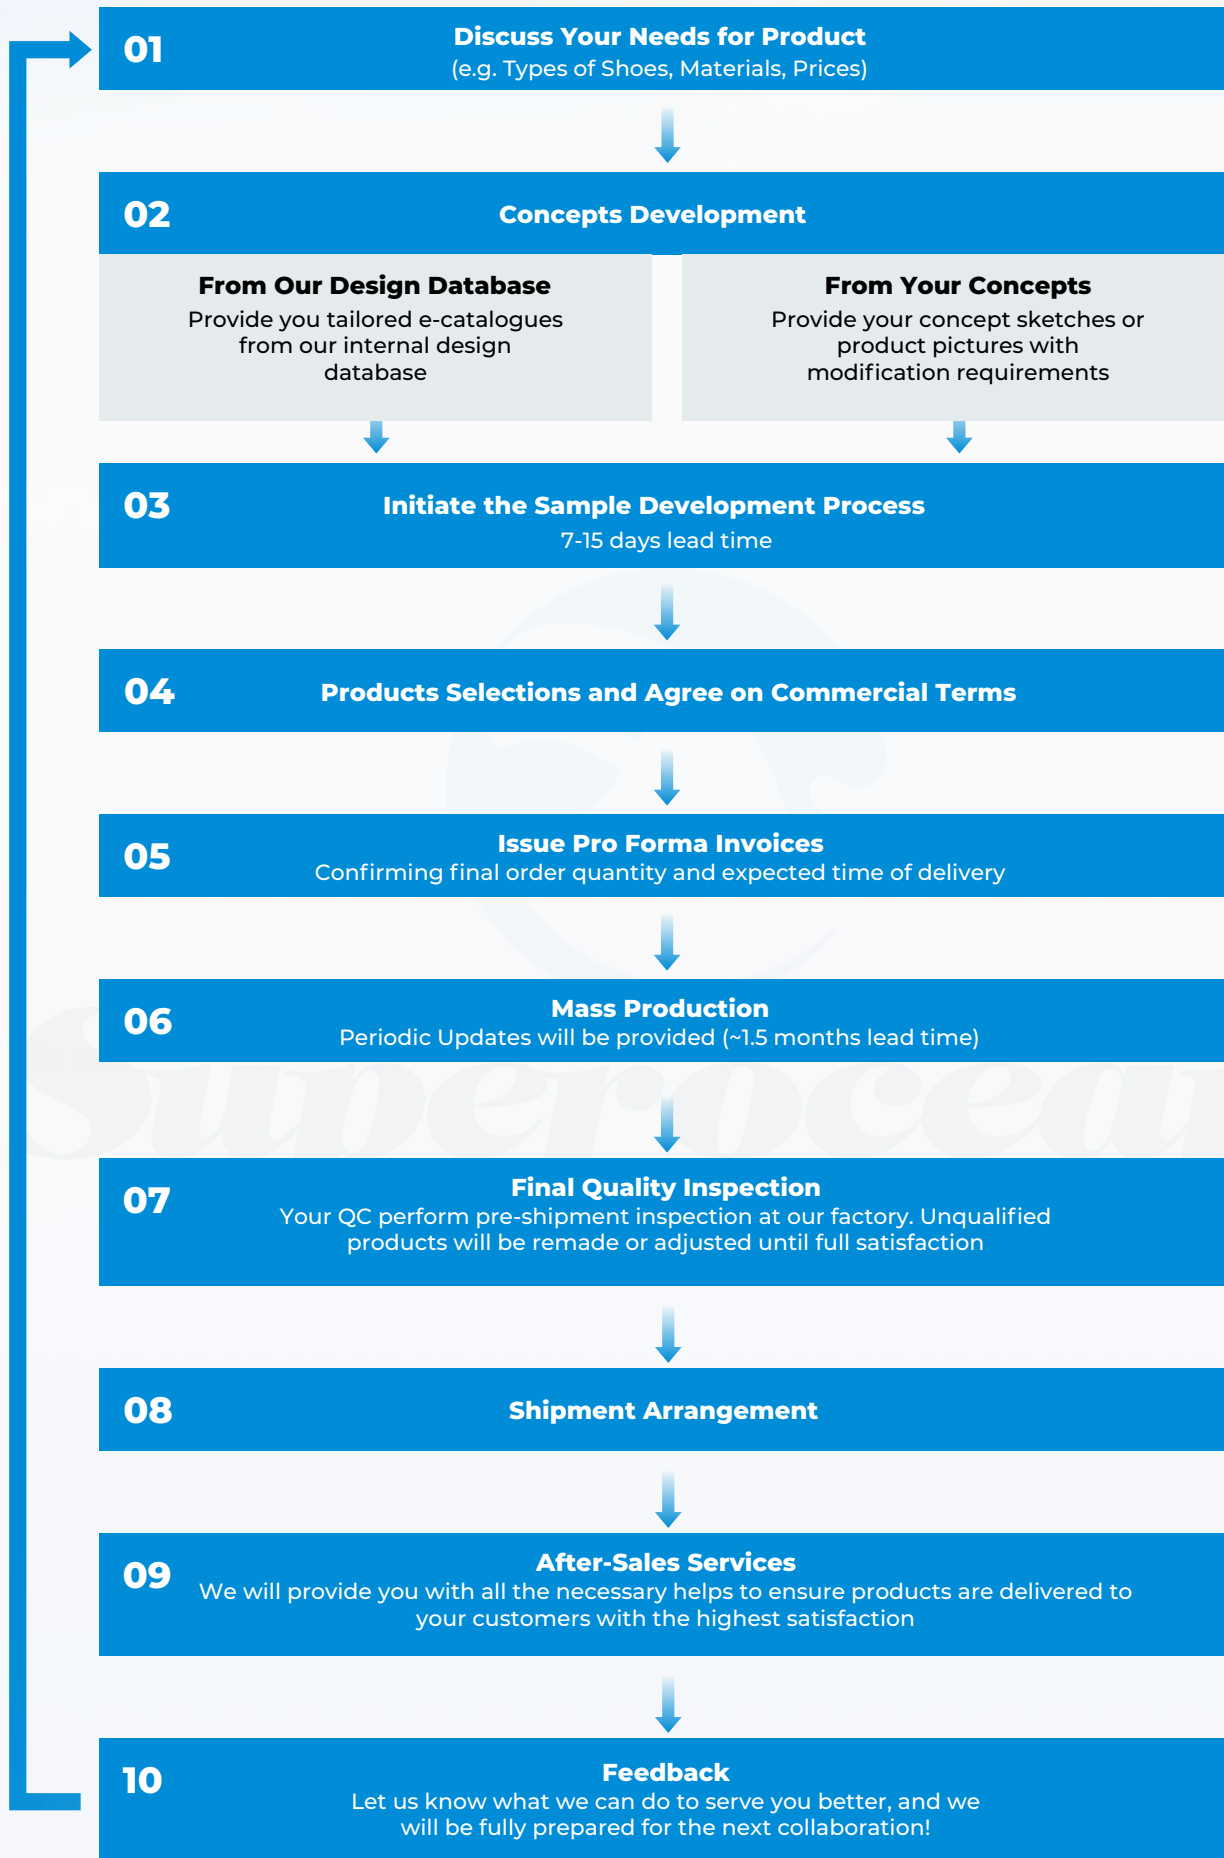 01
Discuss Your Needs for Product
(e.g. Types of Shoes, Materials, Prices)
02
Concepts Development
From Our Design Database
Provide you tailored e-catalogues
from our internal design
database
From Your Concepts
Provide your concept sketches or
product pictures with
modification requirements
03
Initiate the Sample Development Process
7-15 days lead time
04
Products Selections and Agree on Commercial Terms
05
Issue Pro Forma Invoices
Confirming final order quantity and expected time of delivery
06
Mass Production
Periodic Updates will be provided (~1.5 months lead time)
07
Final Quality Inspection
Your QC perform pre-shipment inspection at our factory. Unqualified
products will be remade or adjusted until full satisfaction
08
Shipment Arrangement
09
After-Sales Services
We will provide you with all the necessary helps to ensure products are delivered to
your customers with the highest satisfaction
10
Feedback
Let us know what we can do to serve you better, and we
will be fully prepared for the next collaboration!